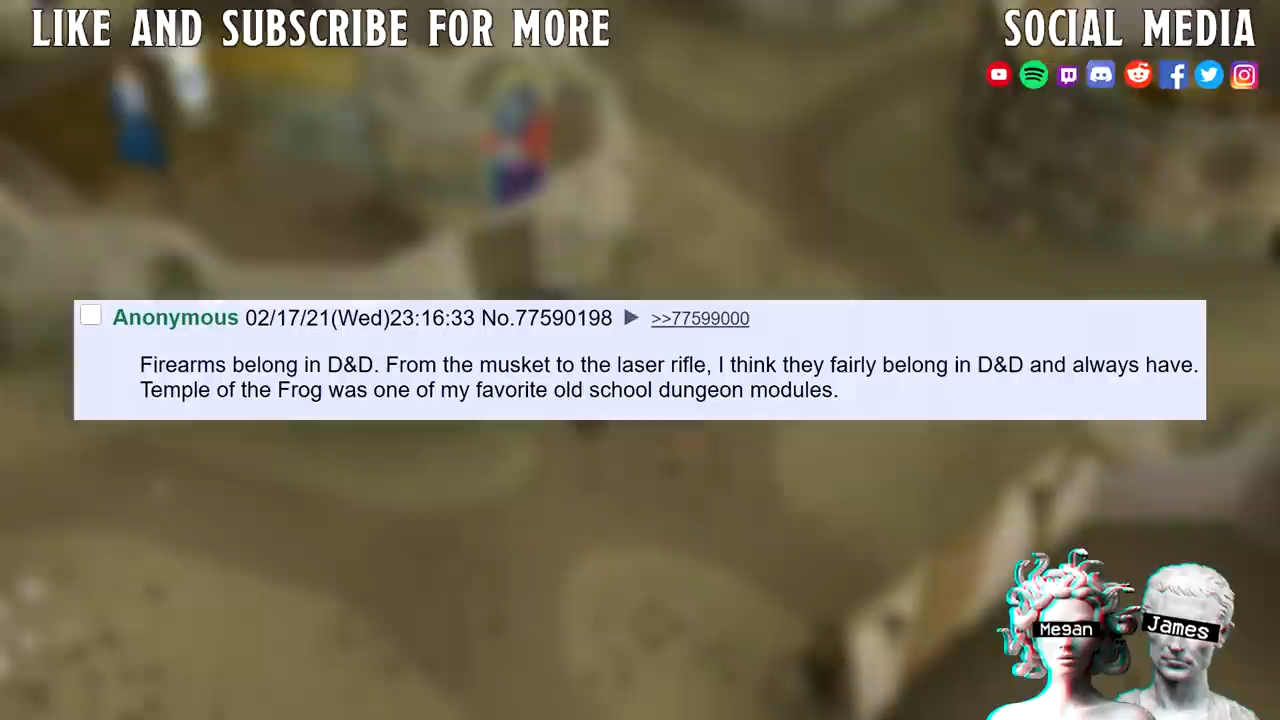 LIKE AND SUBSCRIBE FOR MORE
SOCIAL MEDIA
Anonymous 02/17/21(Wed)23:16:33 No.77590198 ▶ >>77599000
Firearms belong in D&D. From the musket to the laser rifle, I think they fairly belong in D&D and always have.
Temple of the Frog was one of my favorite old school dungeon modules.
Megan
James